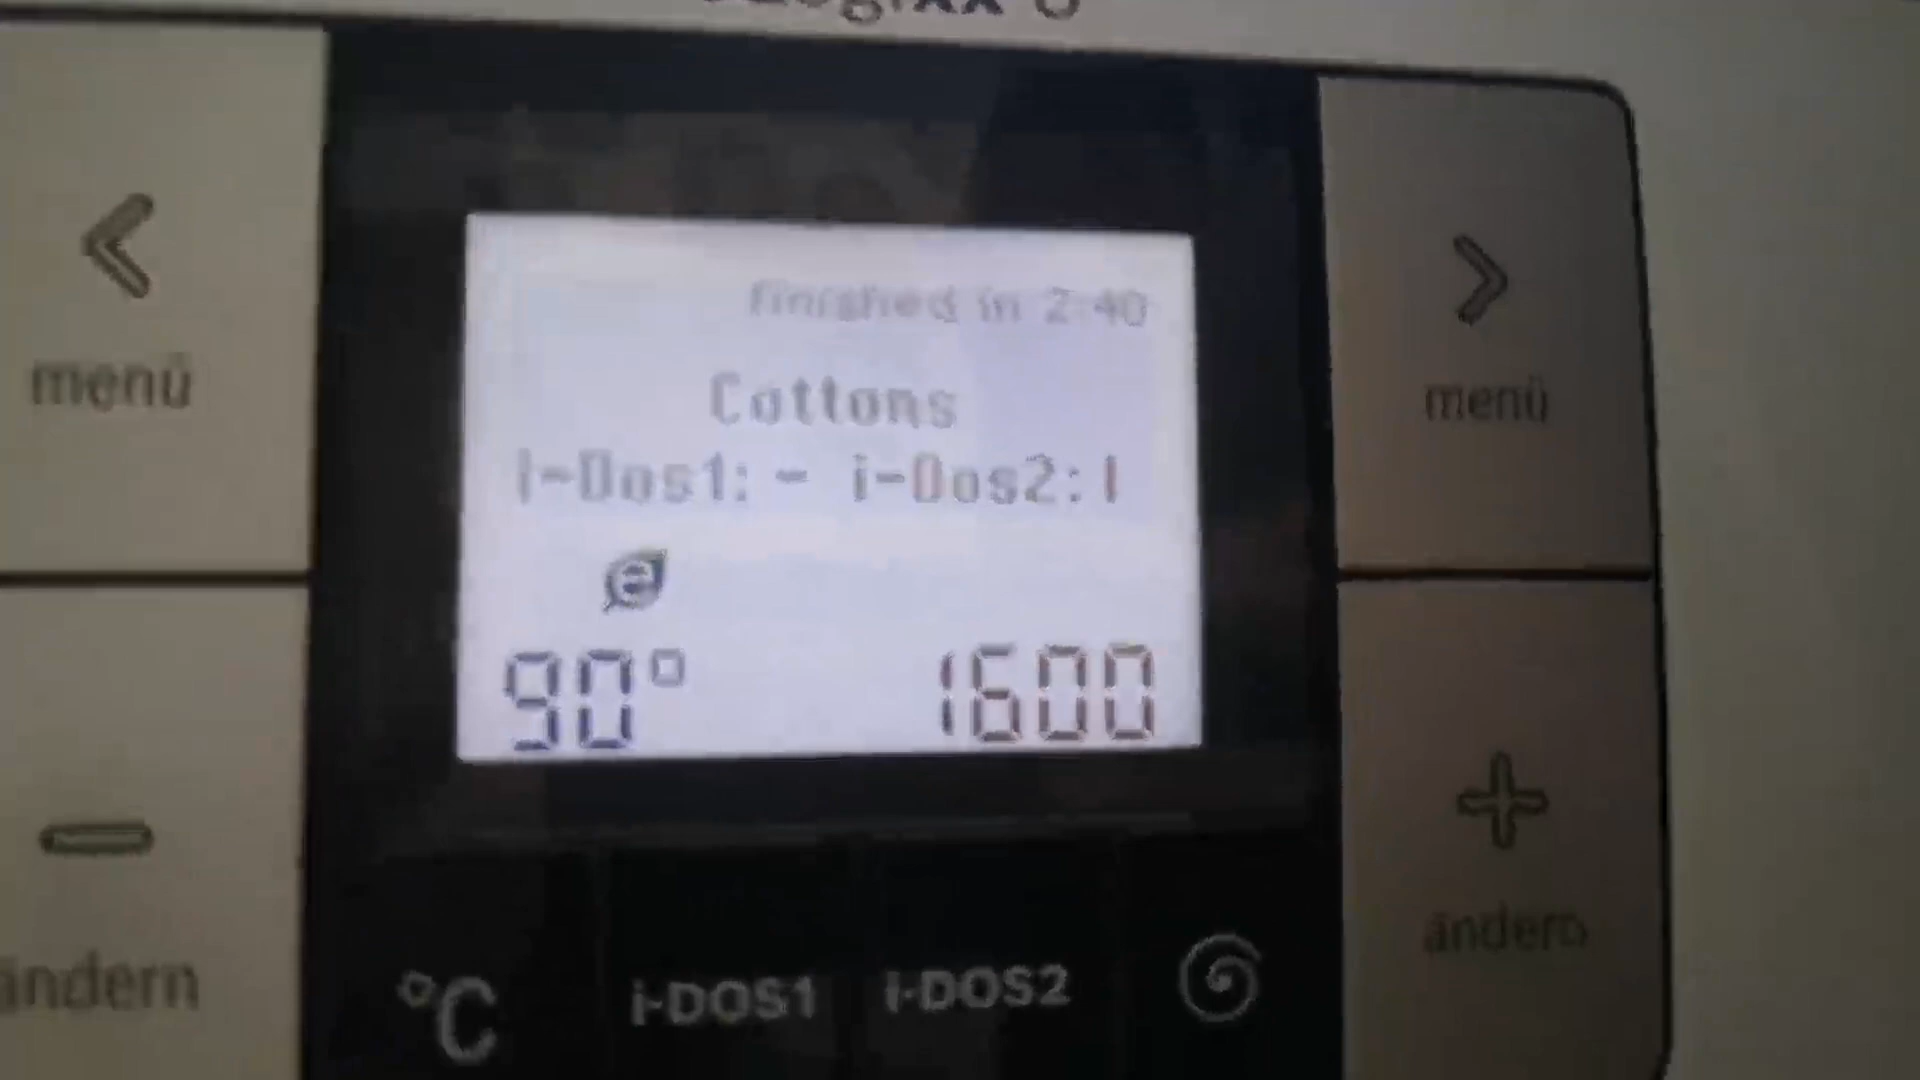 finished in 2:40
Cottons
i-Dos1: - i-Dos2: I
90° 1600
menü
menü
ändern
ändern
°C i-DOS1 i-DOS2